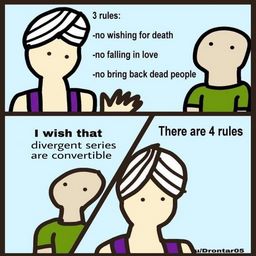 3 rules:
-no wishing for death
-no falling in love
-no bring back dead people
I wish that
divergent series
are convertible
There are 4 rules
u/Drontar05